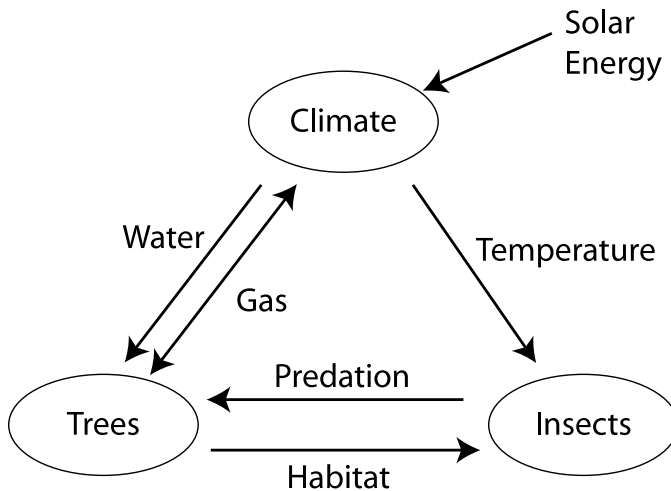 Solar
Energy
Climate
Water
Temperature
Gas
Predation
Trees
Insects
Habitat